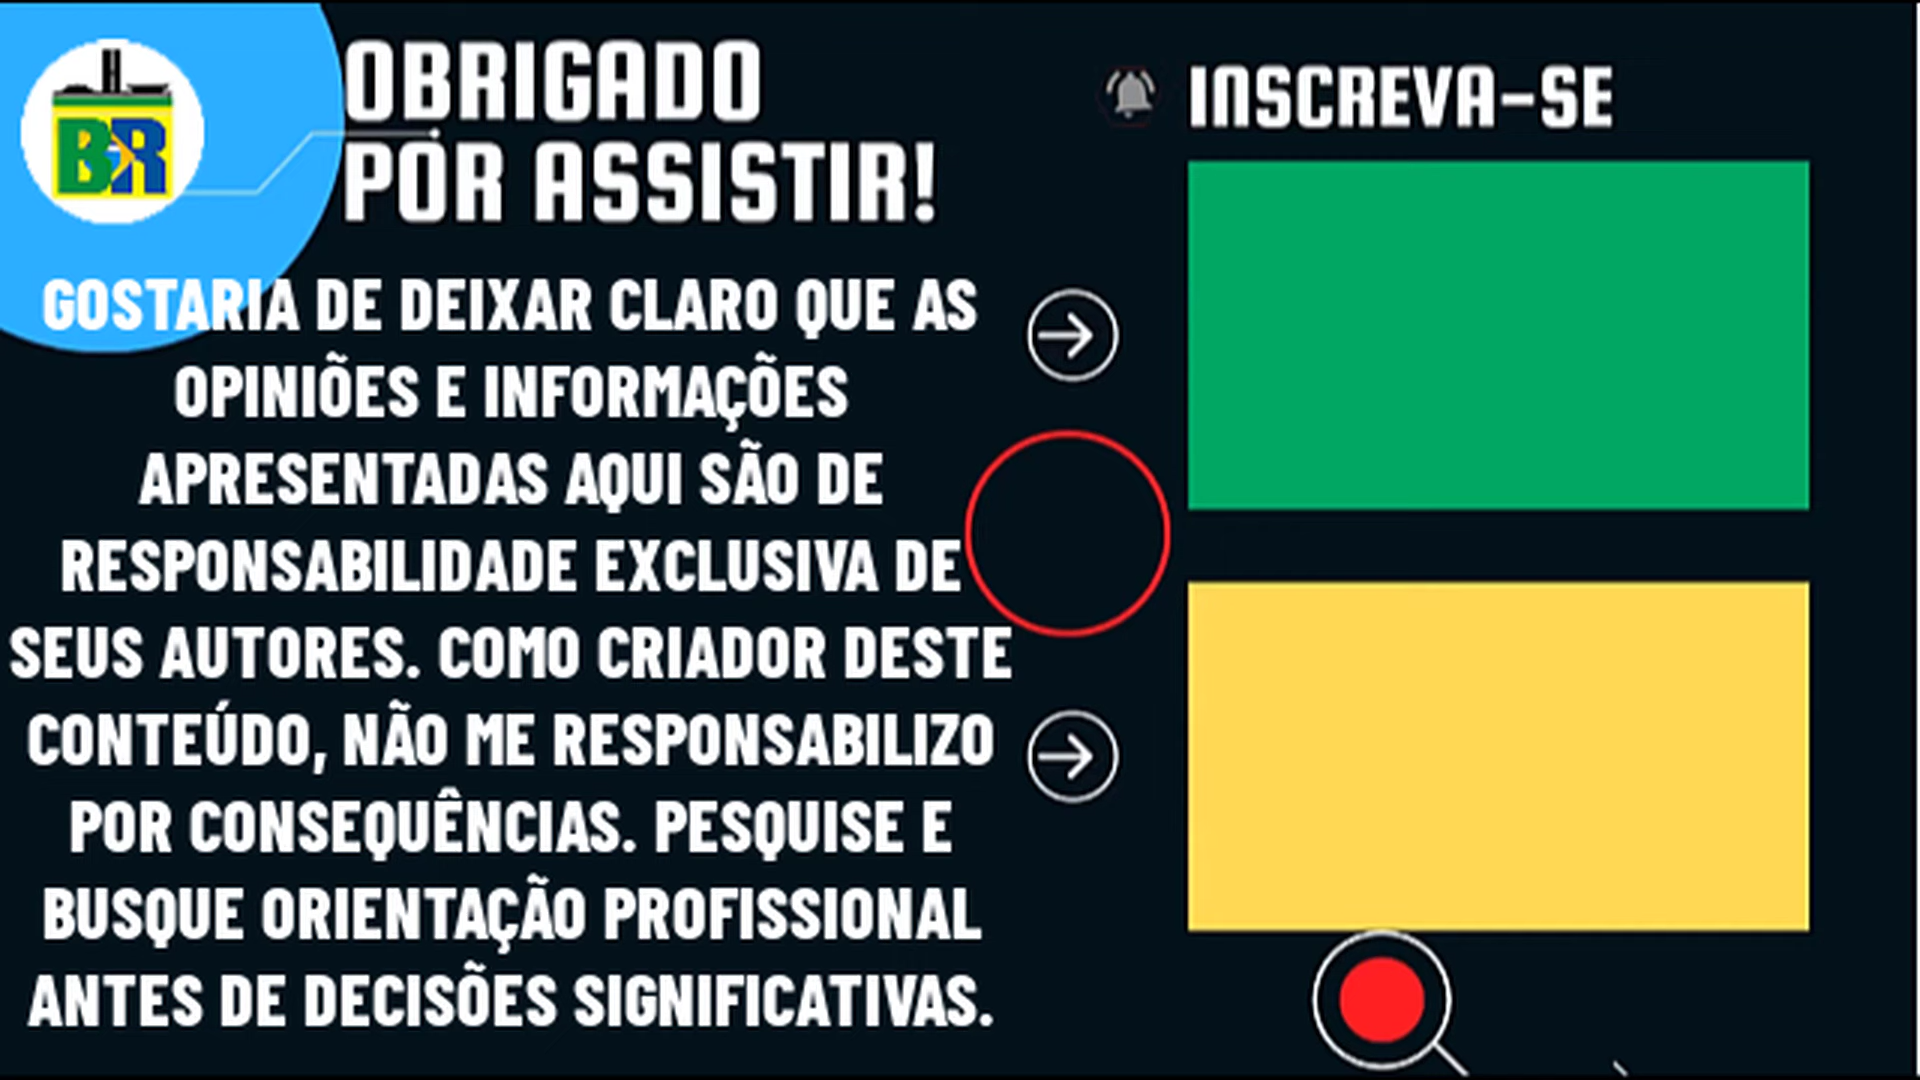 BR
OBRIGADO
POR ASSISTIR!
INSCREVA-SE
GOSTARIA DE DEIXAR CLARO QUE AS
OPINIÕES E INFORMAÇÕES
APRESENTADAS AQUI SÃO DE
RESPONSABILIDADE EXCLUSIVA DE
SEUS AUTORES. COMO CRIADOR DESTE
CONTEÚDO, NÃO ME RESPONSABILIZO
POR CONSEQUÊNCIAS. PESQUISE E
BUSQUE ORIENTAÇÃO PROFISSIONAL
ANTES DE DECISÕES SIGNIFICATIVAS.